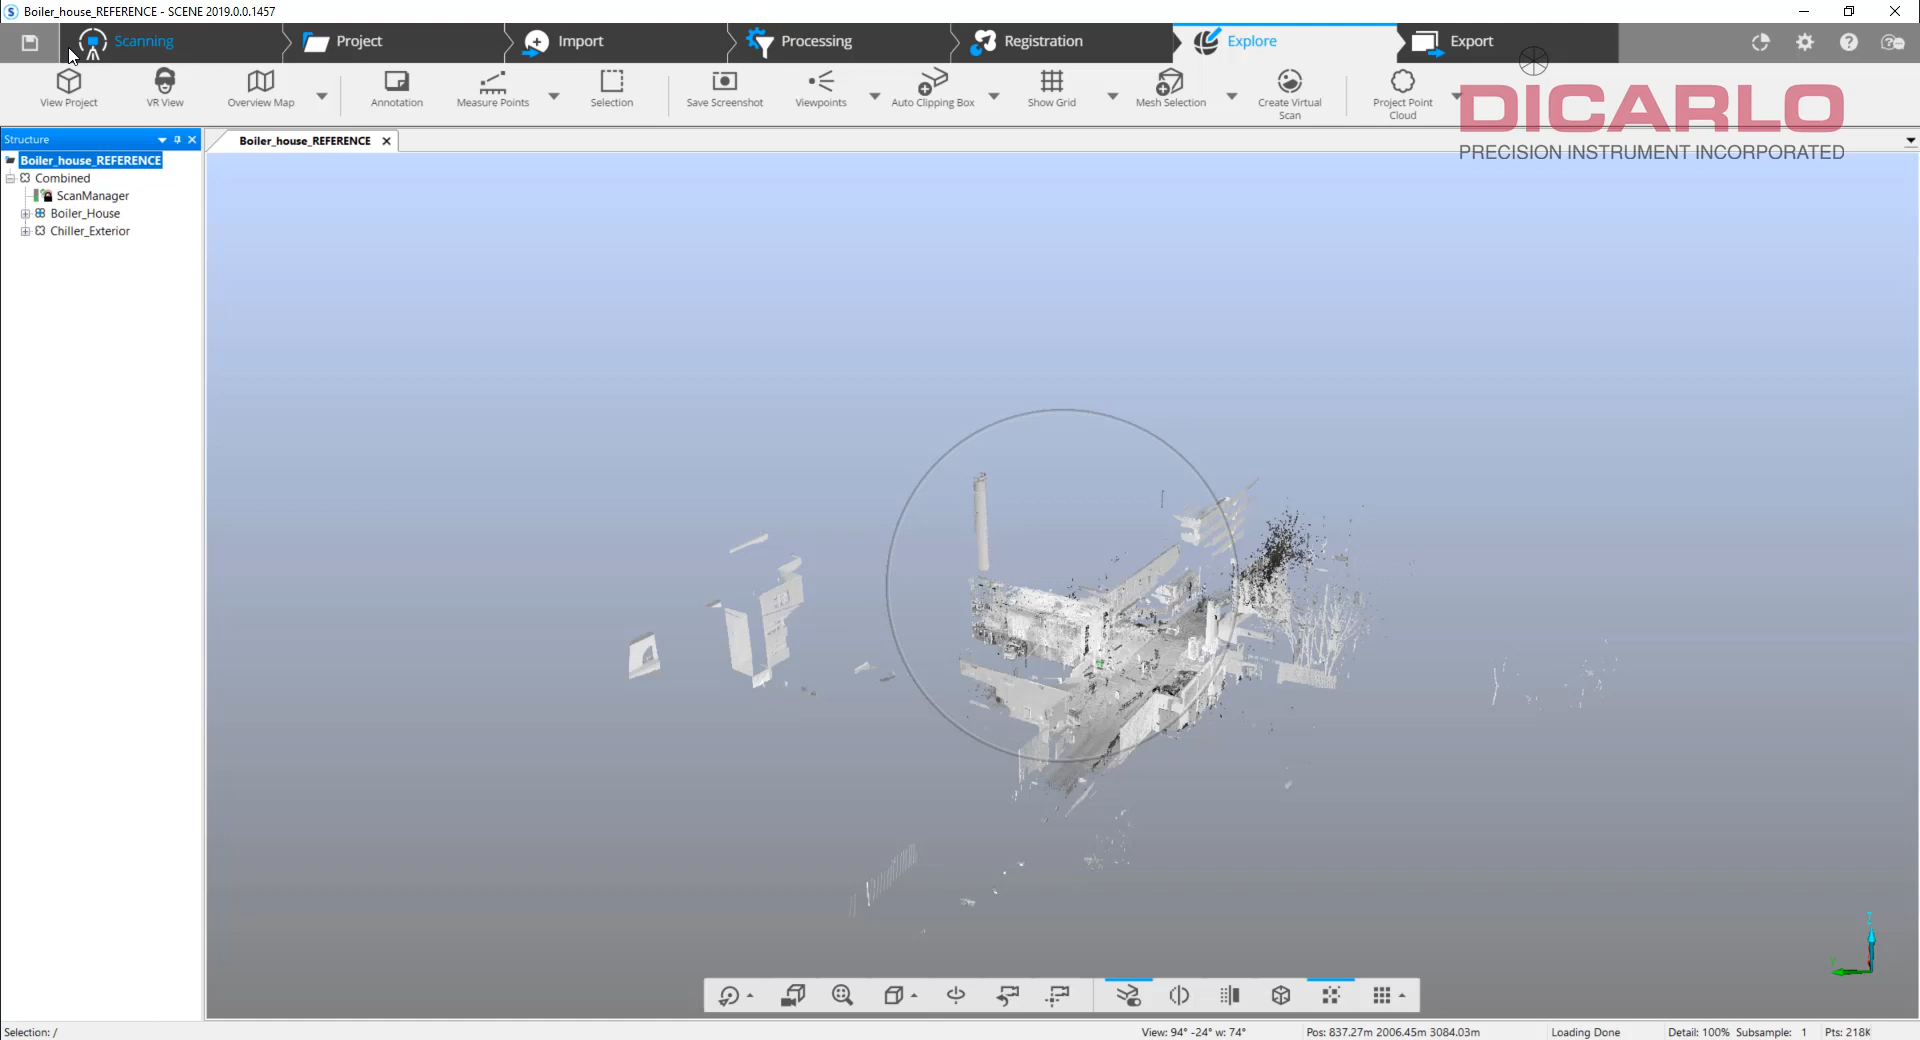 Boiler_house_REFERENCE - SCENE 2019.0.0.1457
Scanning
Project
Import
Processing
Registration
Explore
Export
View Project
VR View
Overview Map
Annotation
Measure Points
Selection
Save Screenshot
Viewpoints
Auto Clipping Box
Show Grid
Mesh Selection
Create Virtual
Scan
Project Point
Cloud
DICARLO
PRECISION INSTRUMENT INCORPORATED
Structure
Boiler_house_REFERENCE
Boiler_house_REFERENCE
Combined
ScanManager
Boiler_House
Chiller_Exterior
Z
Y
Selection: /
View: 94° -24° w: 74°
Pos: 837.27m 2006.45m 3084.03m
Loading Done
Detail: 100% Subsample: 1 Pts: 218K